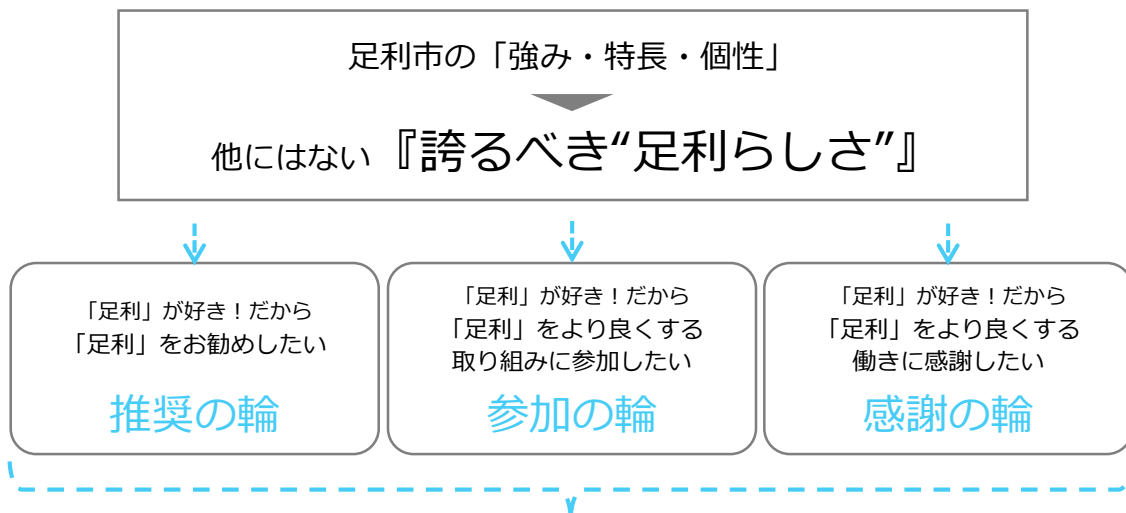 足利市の「強み・特長・個性」
他にはない『誇るべき“足利らしさ”』
「足利」が好き！だから
「足利」をお勧めしたい
推奨の輪
「足利」が好き！だから
「足利」をより良くする
取り組みに参加したい
参加の輪
「足利」が好き！だから
「足利」をより良くする
働きに感謝したい
感謝の輪